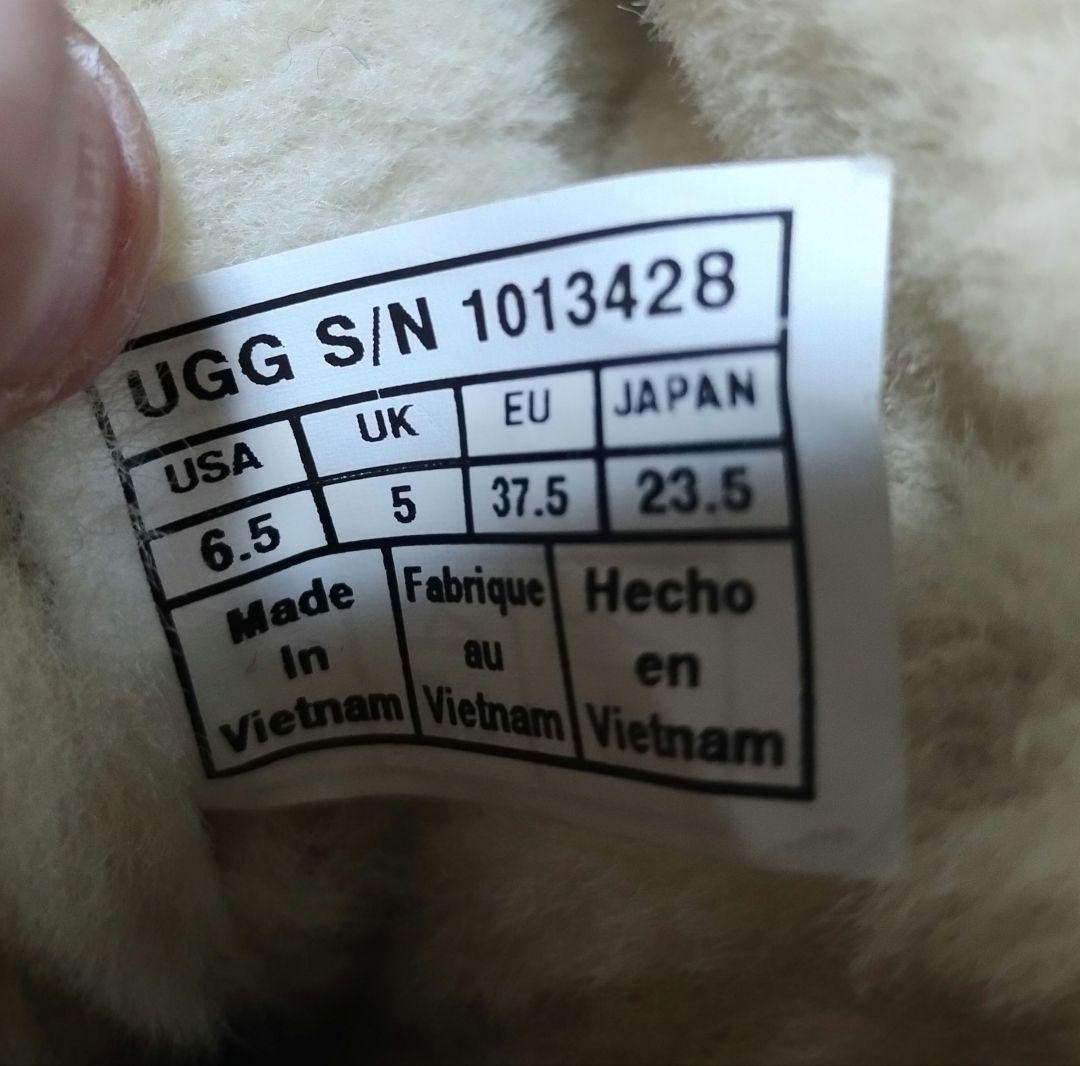 UGG S/N 1013428
USA UK EU JAPAN
6.5 5 37.5 23.5
Made
In
Vietnam
Fabrique
au
Vietnam
Hecho
en
Vietnam